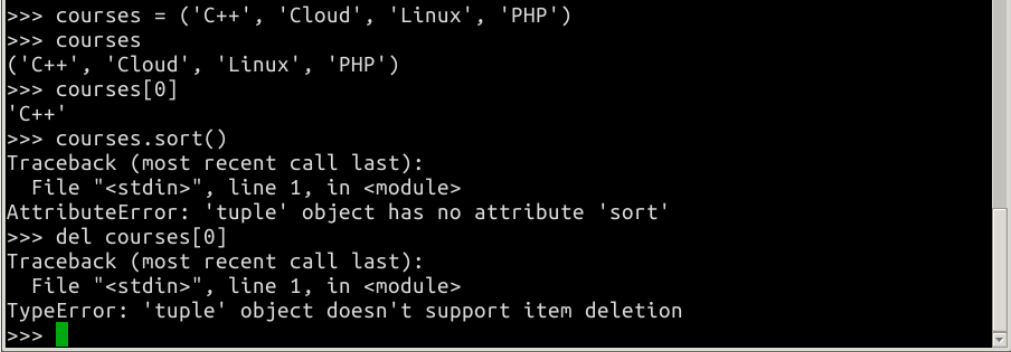 >>> courses = ('C++', 'Cloud', 'Linux', 'PHP')
>>> courses
('C++', 'Cloud', 'Linux', 'PHP')
>>> courses[0]
'C++'
>>> courses.sort()
Traceback (most recent call last):
  File "<stdin>", line 1, in <module>
AttributeError: 'tuple' object has no attribute 'sort'
>>> del courses[0]
Traceback (most recent call last):
  File "<stdin>", line 1, in <module>
TypeError: 'tuple' object doesn't support item deletion
>>>